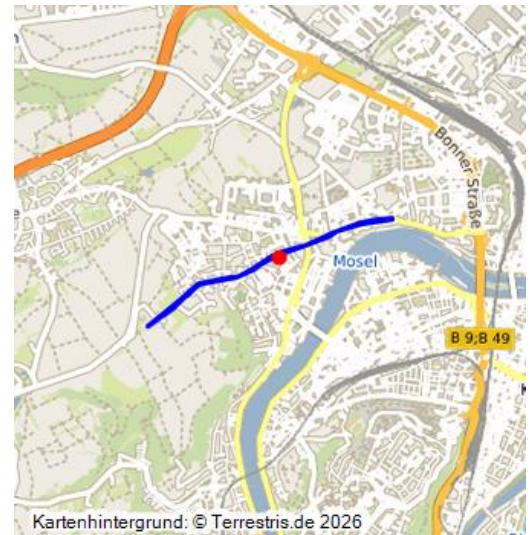 Bonner Straße
Mosel
B 9;B 49
K
Kartenhintergrund: © Terrestris.de 2026